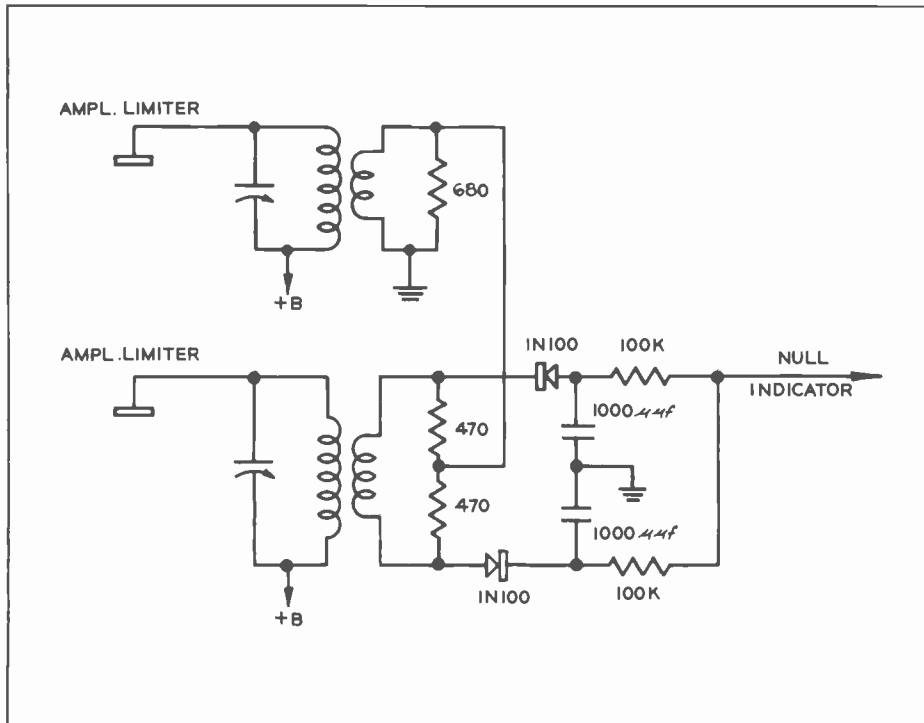 AMPL. LIMITER
680
+B
AMPL. LIMITER
1N100
100K
NULL
INDICATOR
1000 μμf
470
470
1000 μμf
1N100
100K
+B